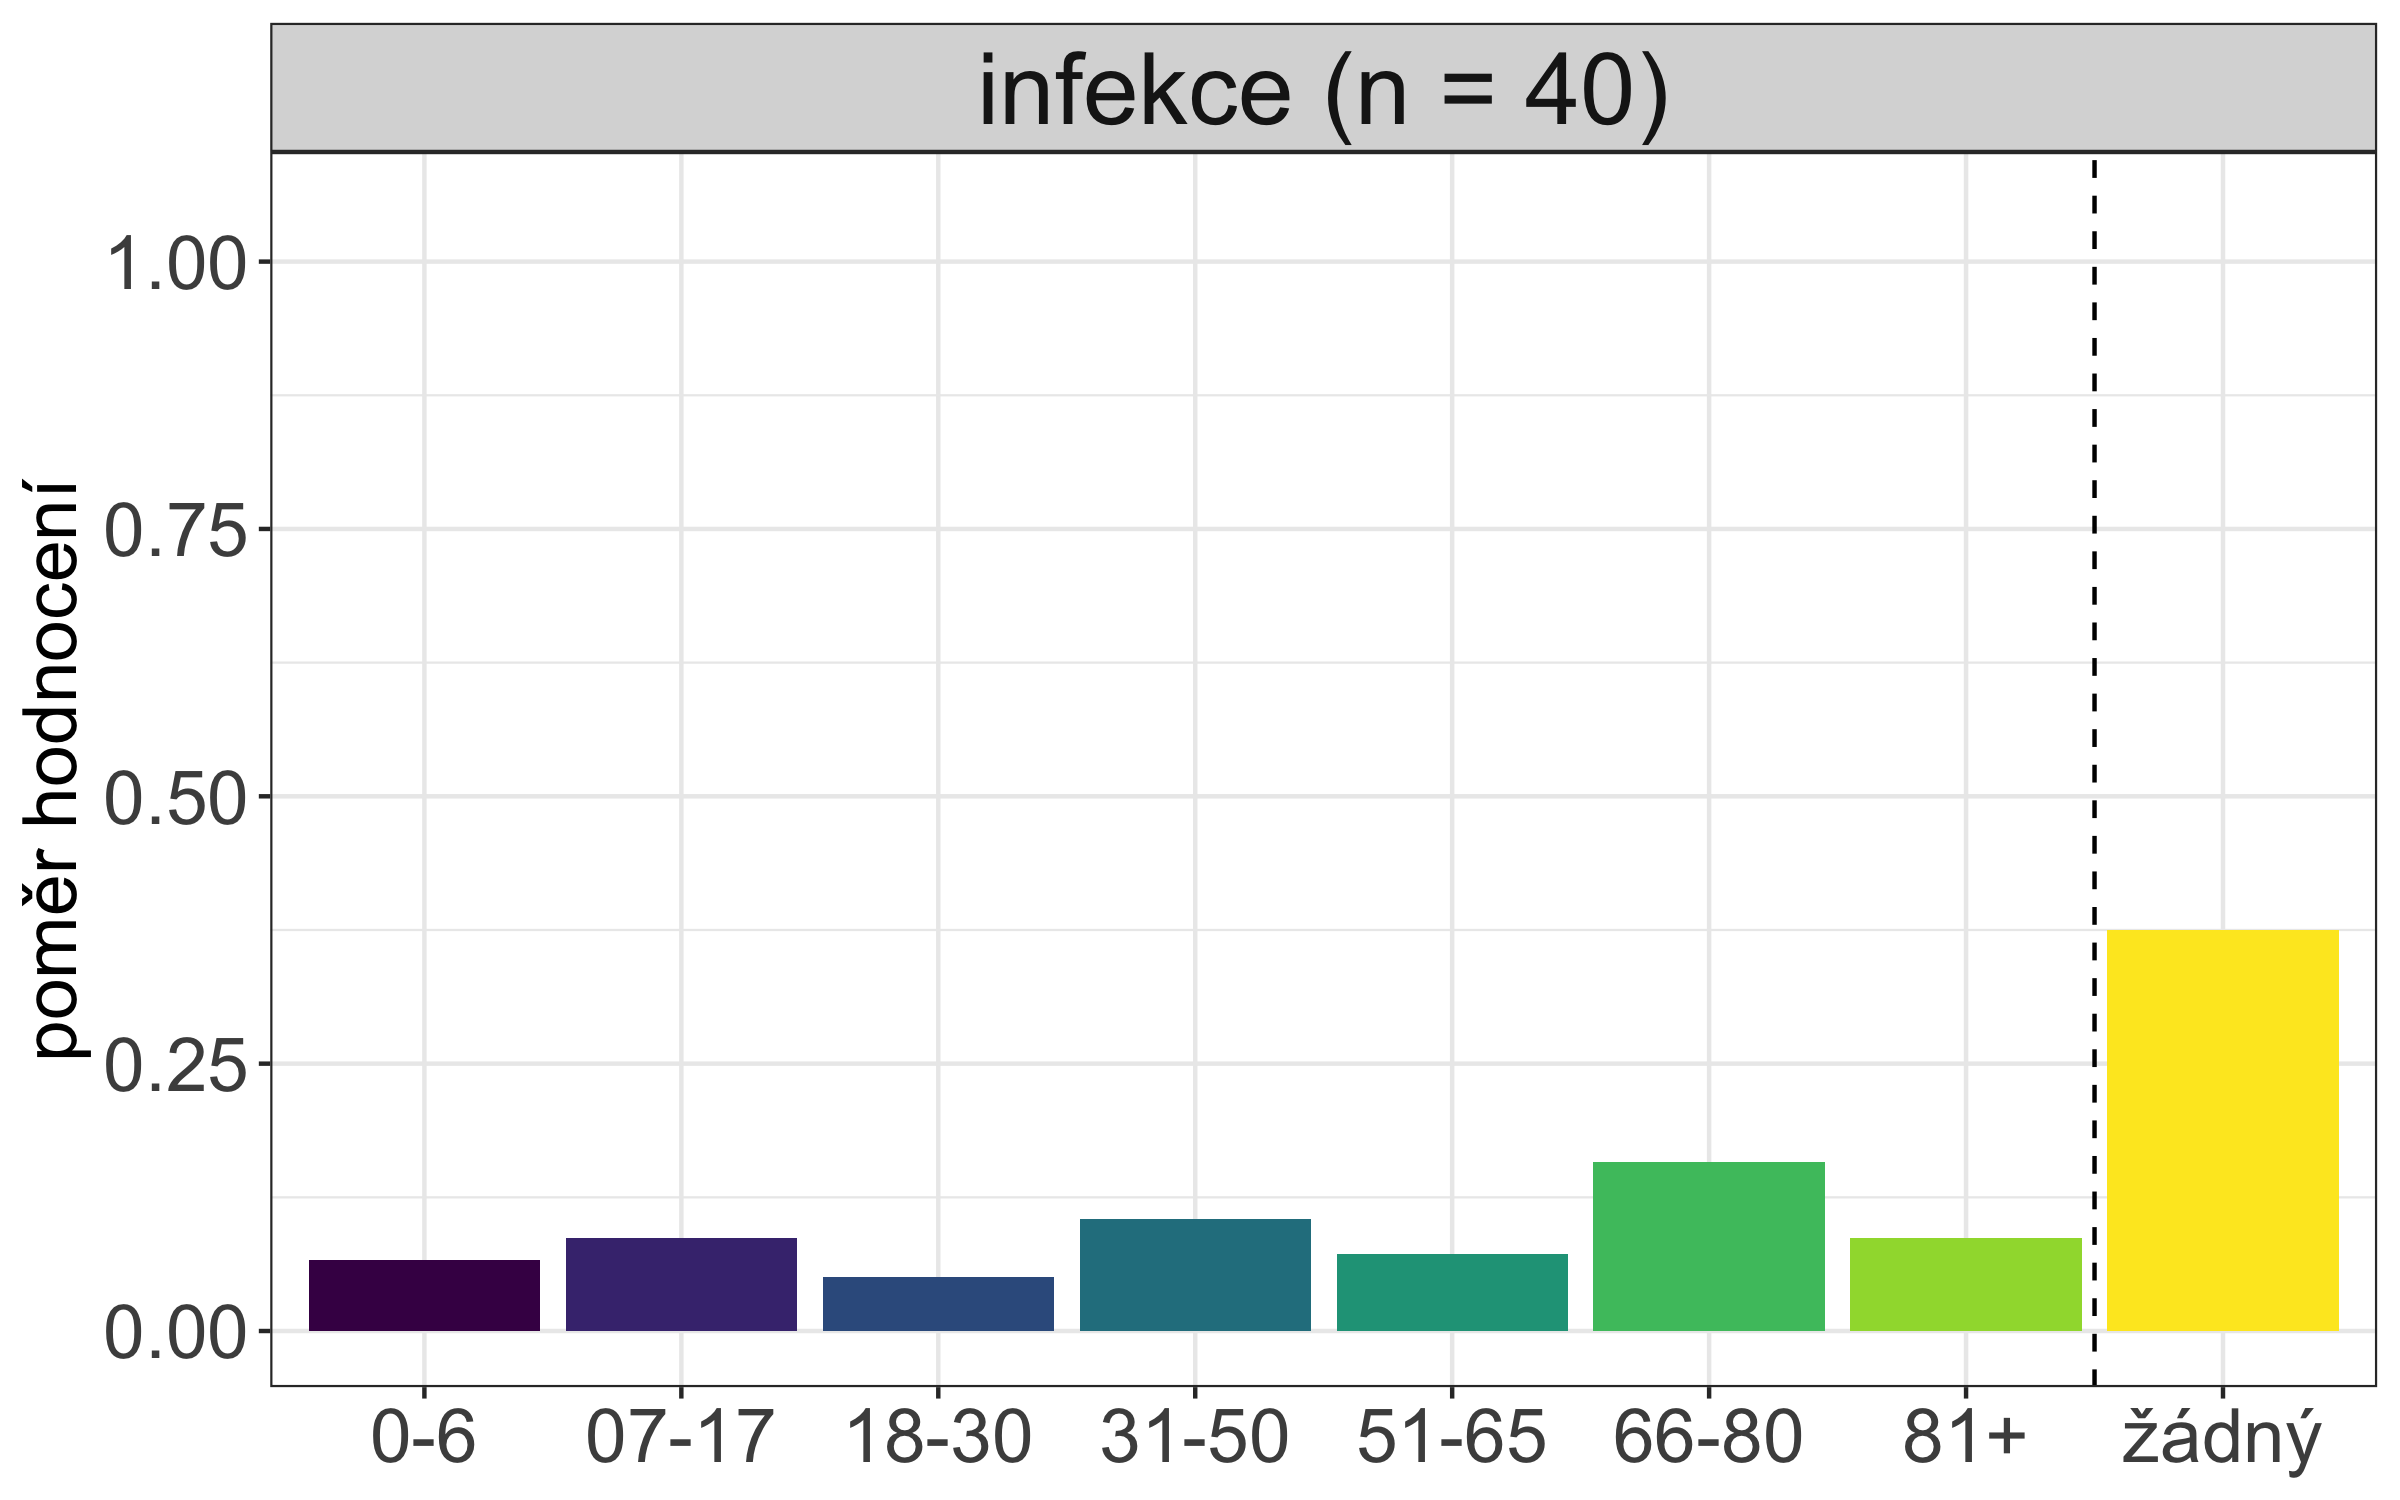 infekce (n = 40)
poměr hodnocení
1.00
0.75
0.50
0.25
0.00
0-6 07-17 18-30 31-50 51-65 66-80 81+ žádný